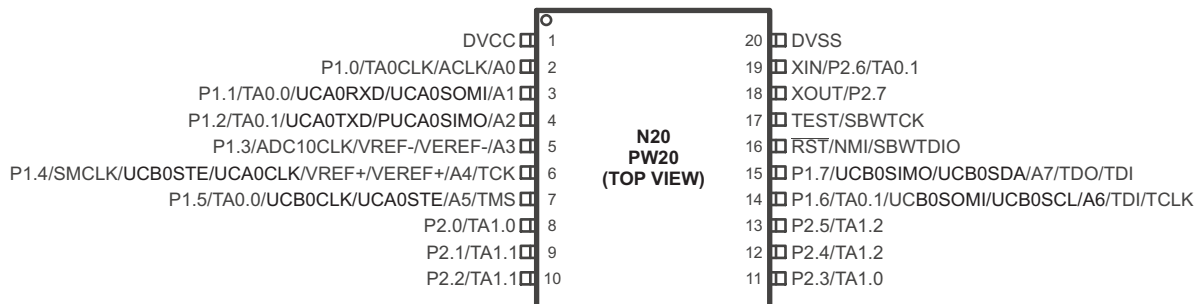 DVCC 1 20 DVSS
P1.0/TA0CLK/ACLK/A0 2 19 XIN/P2.6/TA0.1
P1.1/TA0.0/UCA0RXD/UCA0SOMI/A1 3 18 XOUT/P2.7
P1.2/TA0.1/UCA0TXD/PUCA0SIMO/A2 4 17 TEST/SBWTCK
P1.3/ADC10CLK/VREF-/VEREF-/A3 5 N20 16 RST/NMI/SBWTDIO
PW20
P1.4/SMCLK/UCB0STE/UCA0CLK/VREF+/VEREF+/A4/TCK 6 (TOP VIEW) 15 P1.7/UCB0SIMO/UCB0SDA/A7/TDO/TDI
P1.5/TA0.0/UCB0CLK/UCA0STE/A5/TMS 7 14 P1.6/TA0.1/UCB0SOMI/UCB0SCL/A6/TDI/TCLK
P2.0/TA1.0 8 13 P2.5/TA1.2
P2.1/TA1.1 9 12 P2.4/TA1.2
P2.2/TA1.1 10 11 P2.3/TA1.0